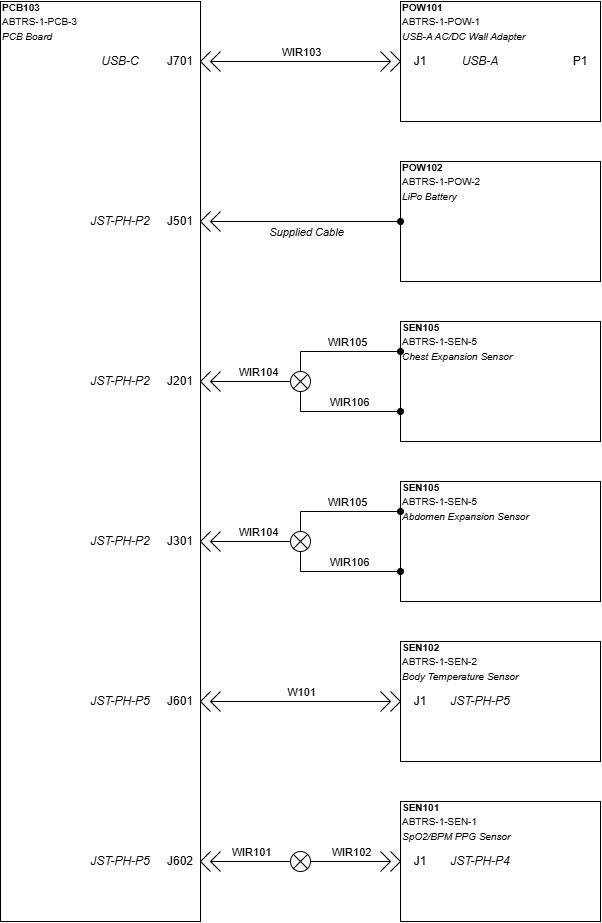 PCB103
ABTRS-1-PCB-3
PCB Board
USB-C J701
WIR103
POW101
ABTRS-1-POW-1
USB-A AC/DC Wall Adapter
J1 USB-A P1
JST-PH-P2 J501
Supplied Cable
POW102
ABTRS-1-POW-2
LiPo Battery
JST-PH-P2 J201
WIR104
WIR105
WIR106
SEN105
ABTRS-1-SEN-5
Chest Expansion Sensor
JST-PH-P2 J301
WIR104
WIR105
WIR106
SEN105
ABTRS-1-SEN-5
Abdomen Expansion Sensor
JST-PH-P5 J601
W101
SEN102
ABTRS-1-SEN-2
Body Temperature Sensor
J1 JST-PH-P5
JST-PH-P5 J602
WIR101
WIR102
SEN101
ABTRS-1-SEN-1
SpO2/BPM PPG Sensor
J1 JST-PH-P4